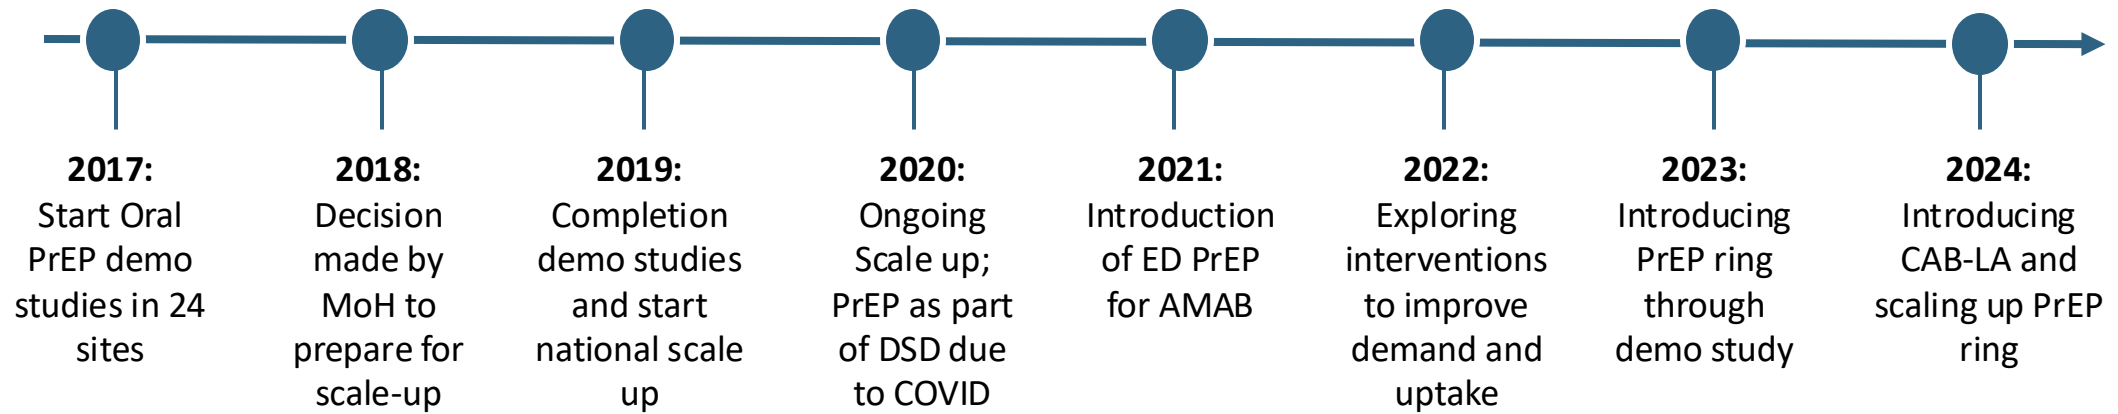 2017:
Start Oral
PrEP demo
studies in 24
sites
2018:
Decision
made by
MoH to
prepare for
scale-up
2019:
Completion
demo studies
and start
national scale
up
2020:
Ongoing
Scale up;
PrEP as part
of DSD due
to COVID
2021:
Introduction
of ED PrEP
for AMAB
2022:
Exploring
interventions
to improve
demand and
uptake
2023:
Introducing
PrEP ring
through
demo study
2024:
Introducing
CAB-LA and
scaling up PrEP
ring